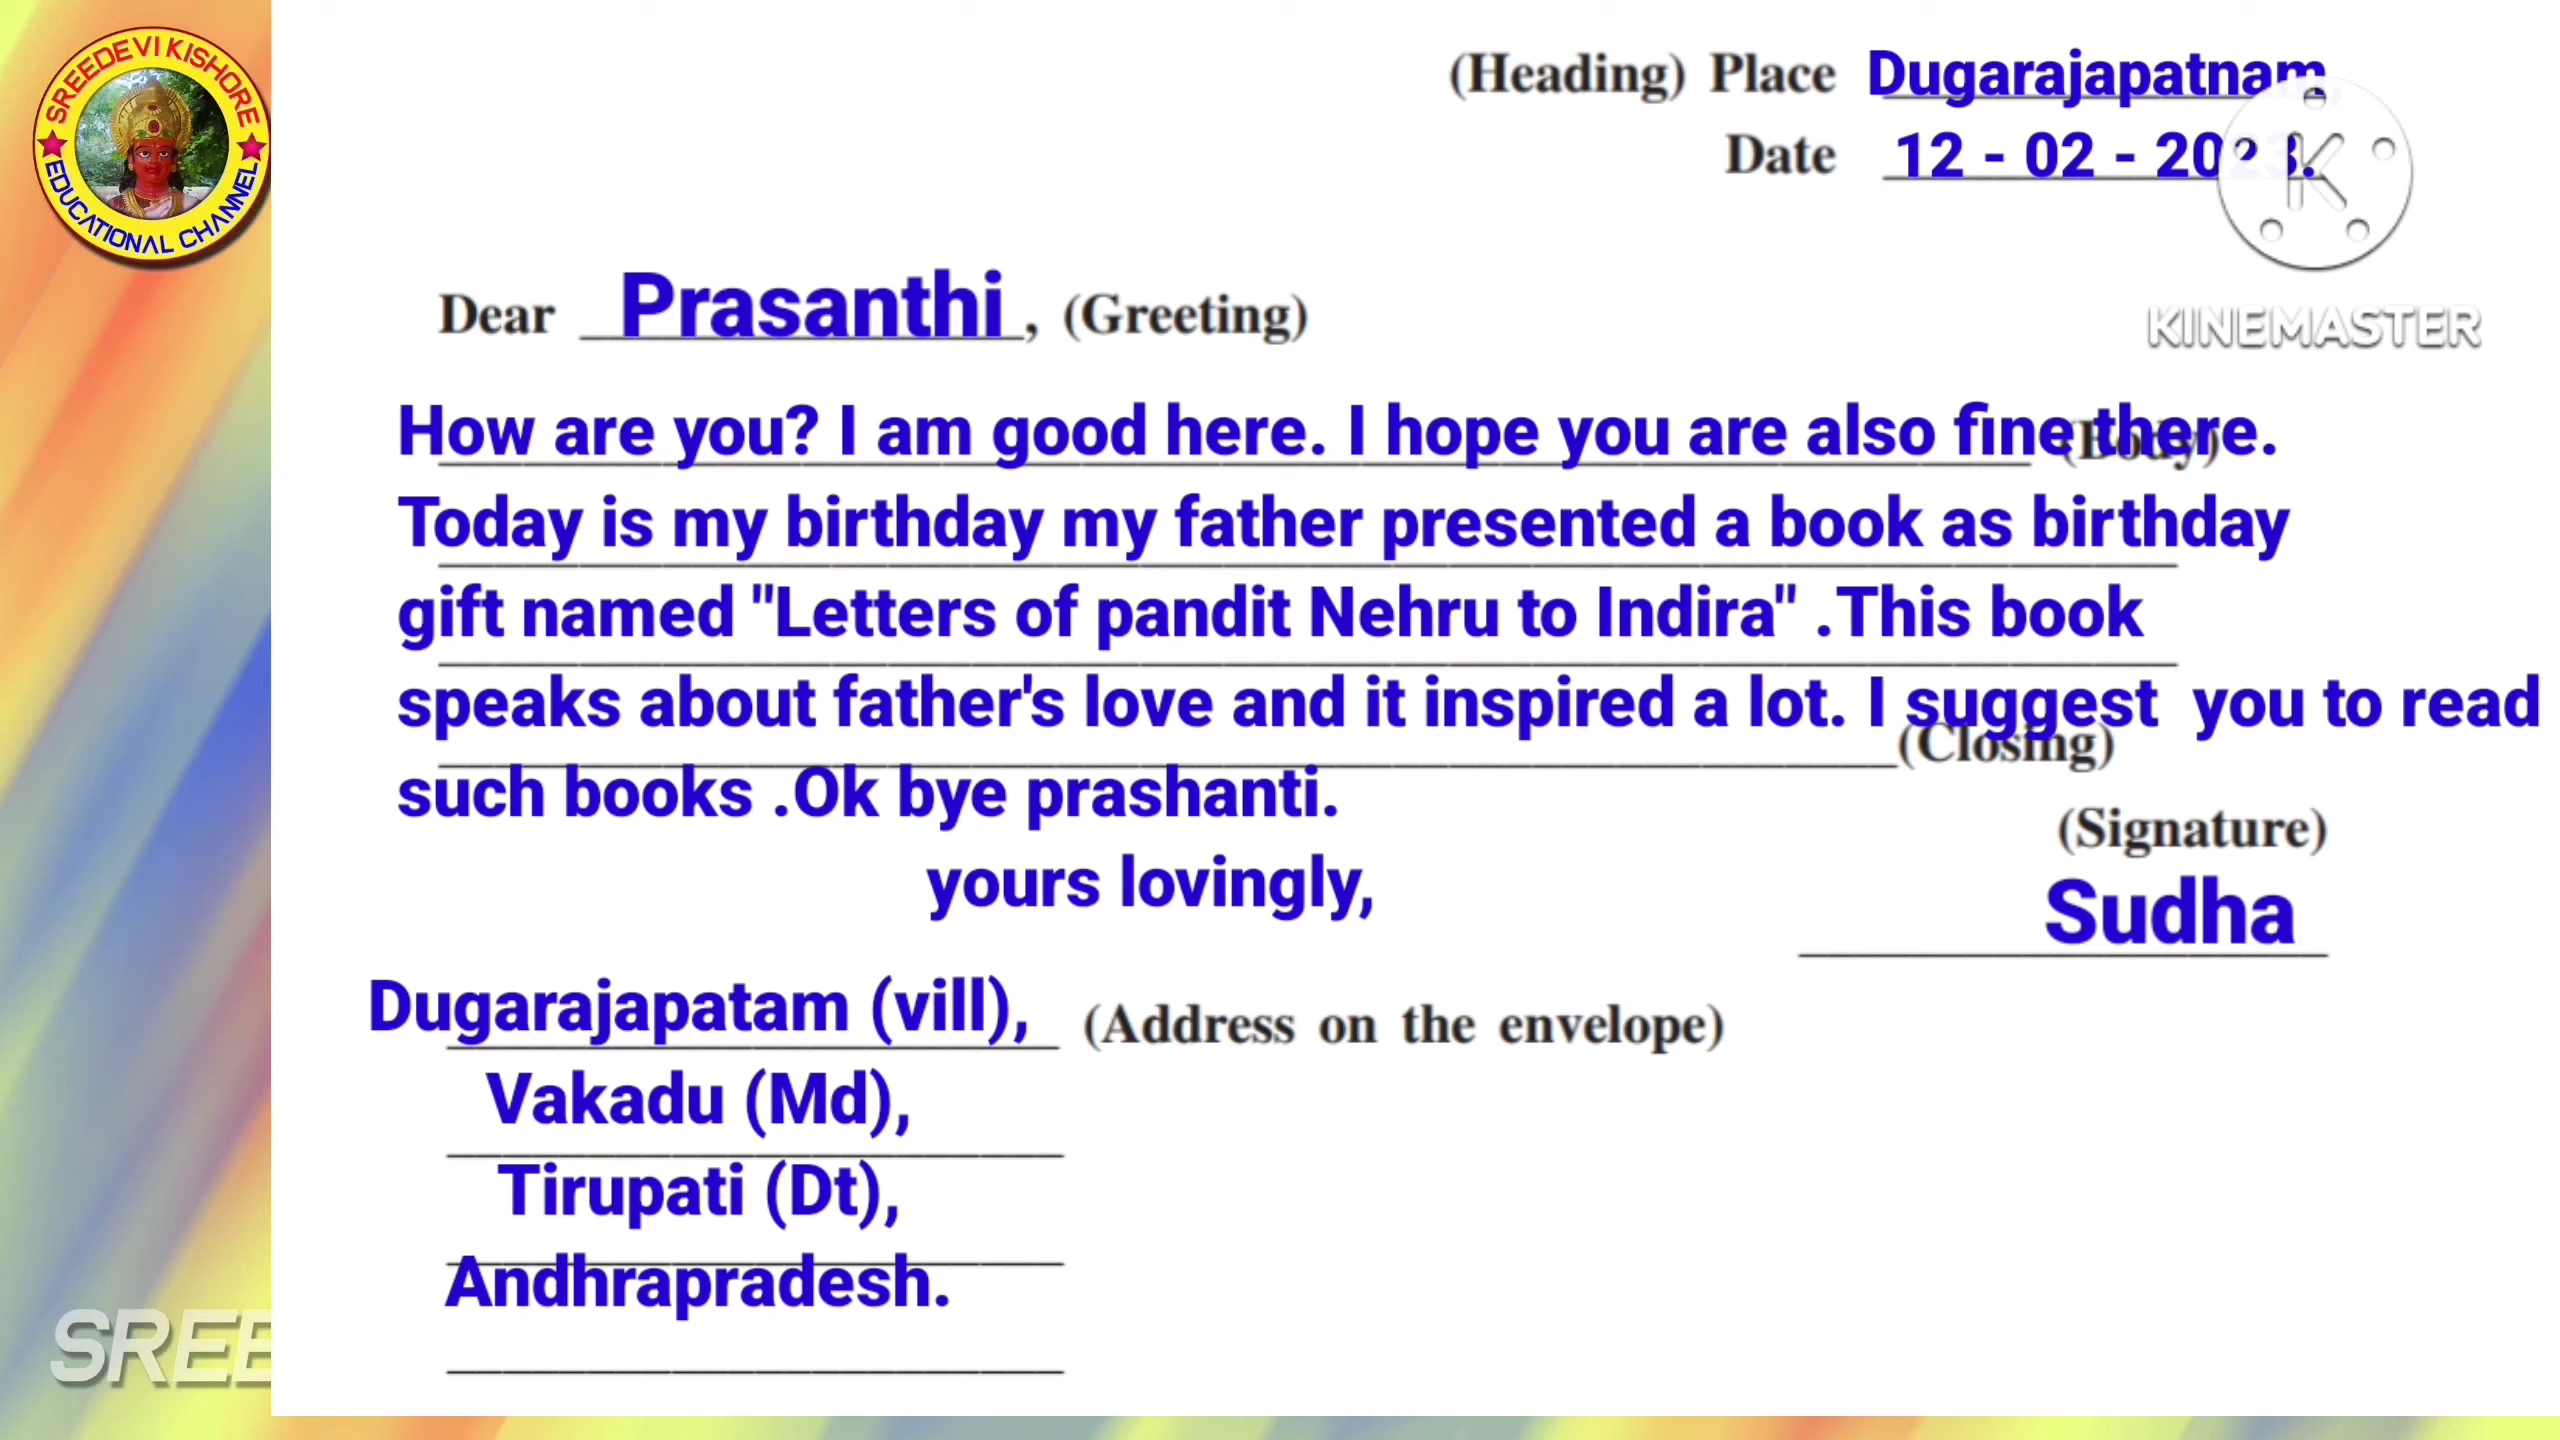 SREEDEVI KISHORE
EDUCATIONAL CHANNEL
(Heading) Place Dugarajapatnam,
Date 12 - 02 - 2023.
KINEMASTER
Dear Prasanthi, (Greeting)
How are you? I am good here. I hope you are also fine there. (Body)
Today is my birthday my father presented a book as birthday
gift named "Letters of pandit Nehru to Indira" .This book
speaks about father's love and it inspired a lot. I suggest you to read
(Closing)
such books .Ok bye prashanti.
(Signature)
yours lovingly,
Sudha
Dugarajapatam (vill), (Address on the envelope)
Vakadu (Md),
Tirupati (Dt),
Andhrapradesh.
SREE